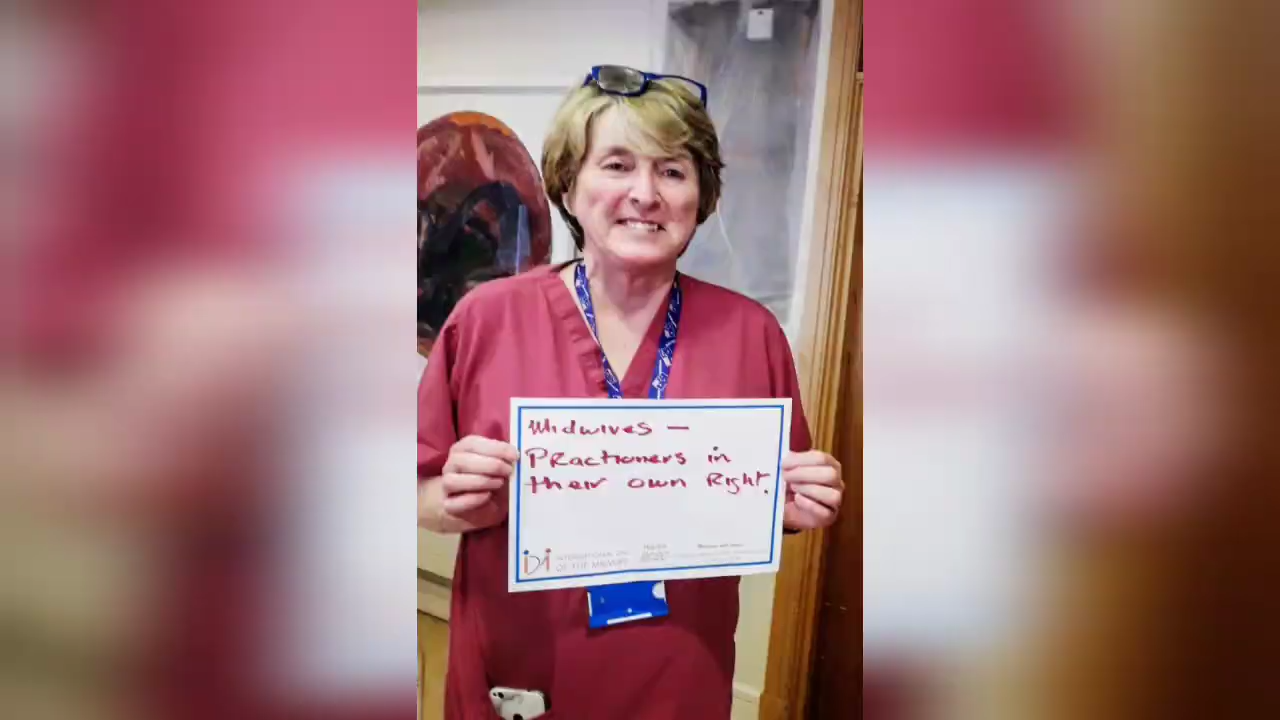 Midwives –
Practioners in
their own Right.
INTERNATIONAL DAY
OF THE MIDWIFE